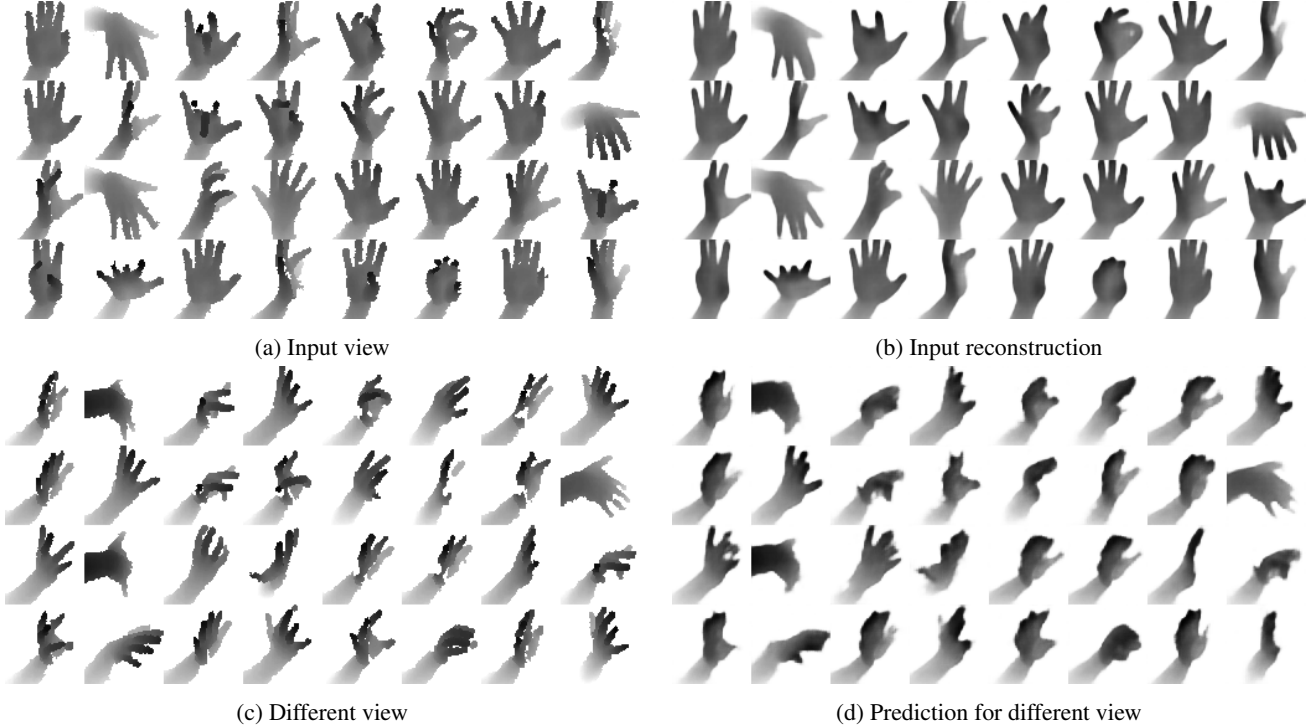 (a) Input view
(b) Input reconstruction
(c) Different view
(d) Prediction for different view